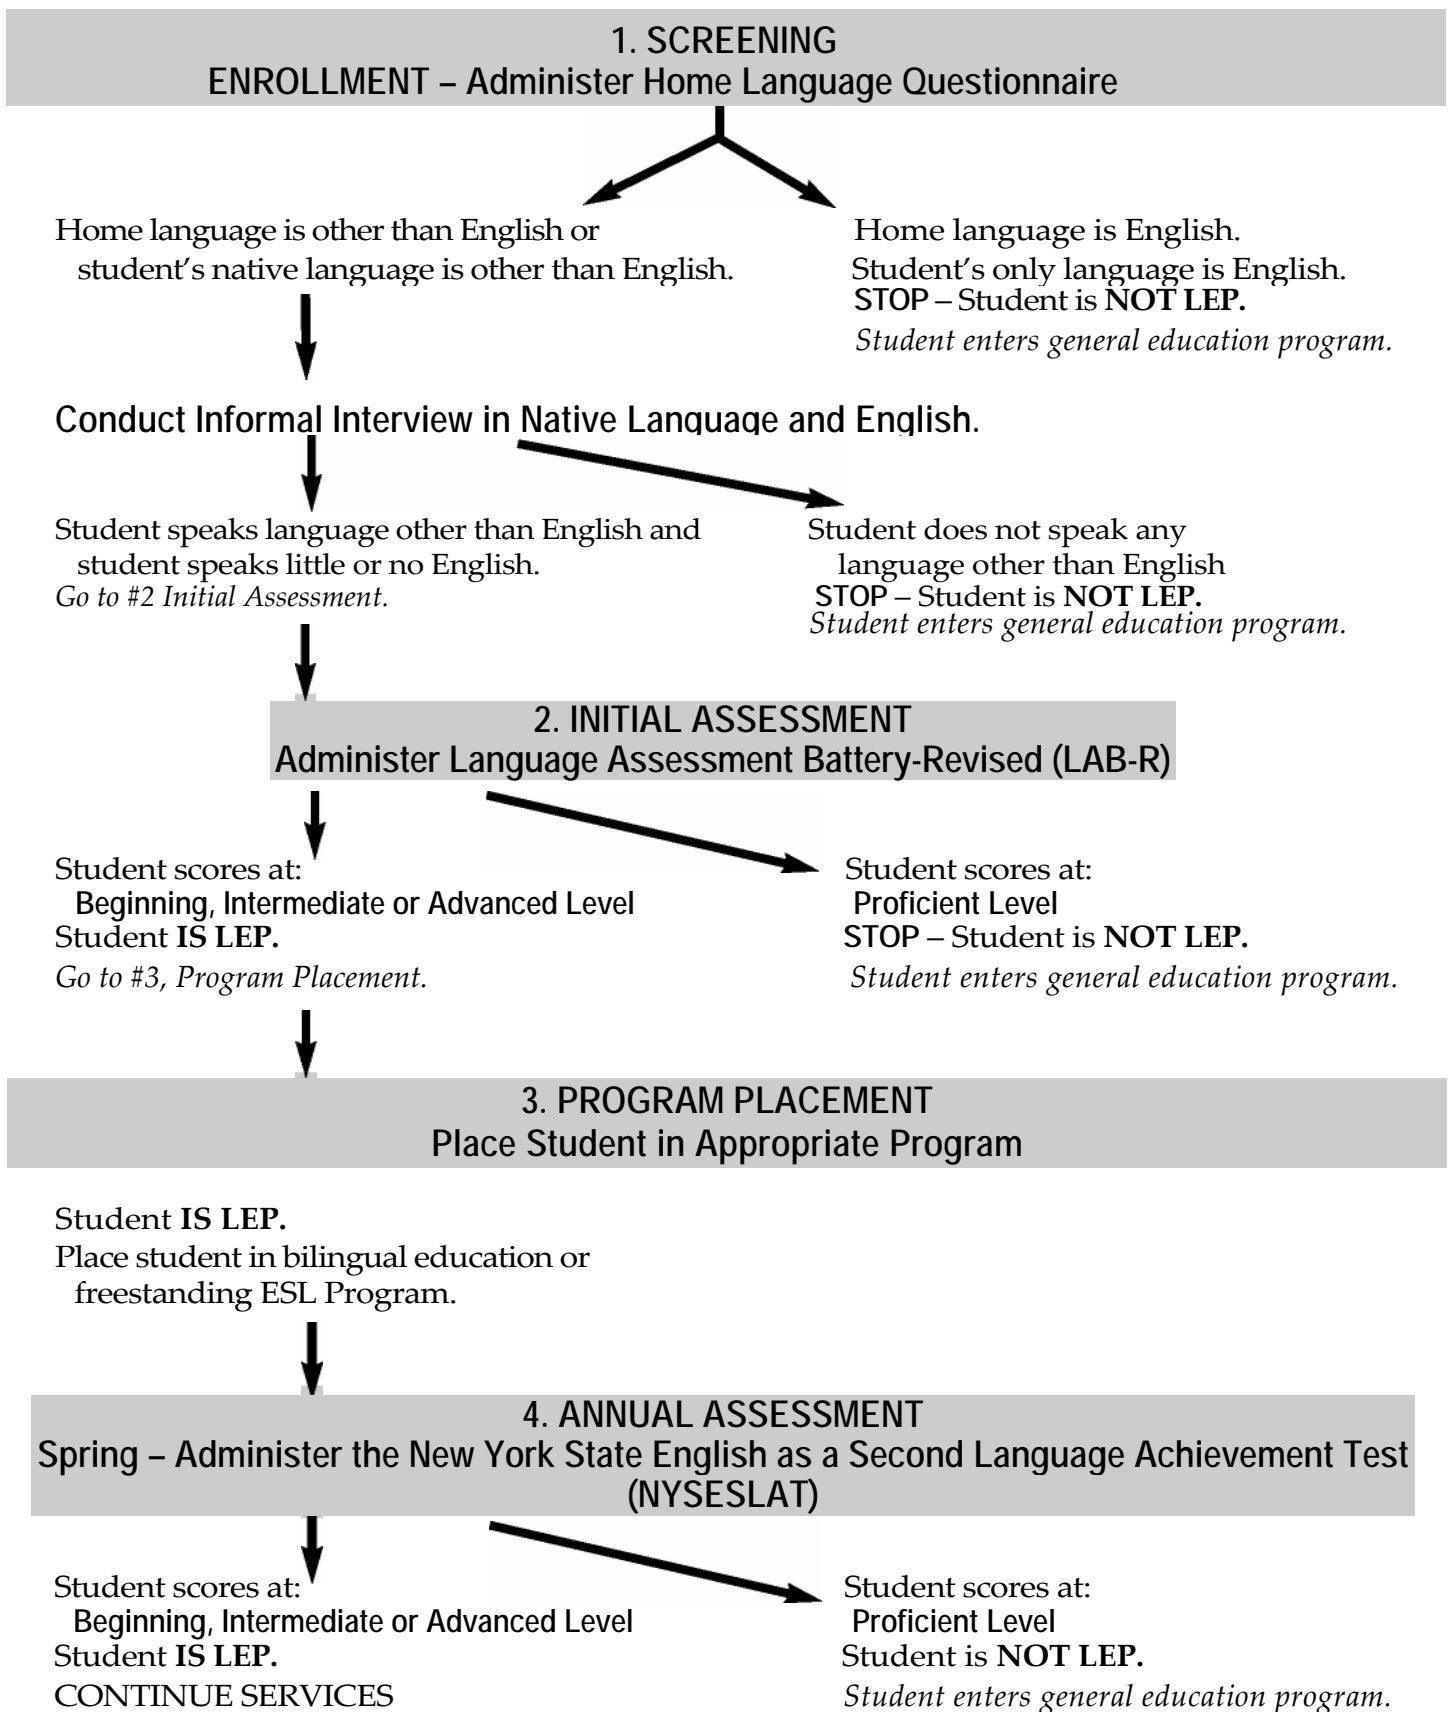 1. SCREENING
ENROLLMENT – Administer Home Language Questionnaire
Home language is other than English or
student's native language is other than English.
Home language is English.
Student's only language is English.
STOP – Student is NOT LEP.
Student enters general education program.
Conduct Informal Interview in Native Language and English.
Student speaks language other than English and
student speaks little or no English.
Go to #2 Initial Assessment.
Student does not speak any
language other than English
STOP – Student is NOT LEP.
Student enters general education program.
2. INITIAL ASSESSMENT
Administer Language Assessment Battery-Revised (LAB-R)
Student scores at:
Beginning, Intermediate or Advanced Level
Student IS LEP.
Go to #3, Program Placement.
Student scores at:
Proficient Level
STOP – Student is NOT LEP.
Student enters general education program.
3. PROGRAM PLACEMENT
Place Student in Appropriate Program
Student IS LEP.
Place student in bilingual education or
freestanding ESL Program.
4. ANNUAL ASSESSMENT
Spring – Administer the New York State English as a Second Language Achievement Test
(NYSESLAT)
Student scores at:
Beginning, Intermediate or Advanced Level
Student IS LEP.
CONTINUE SERVICES
Student scores at:
Proficient Level
Student is NOT LEP.
Student enters general education program.